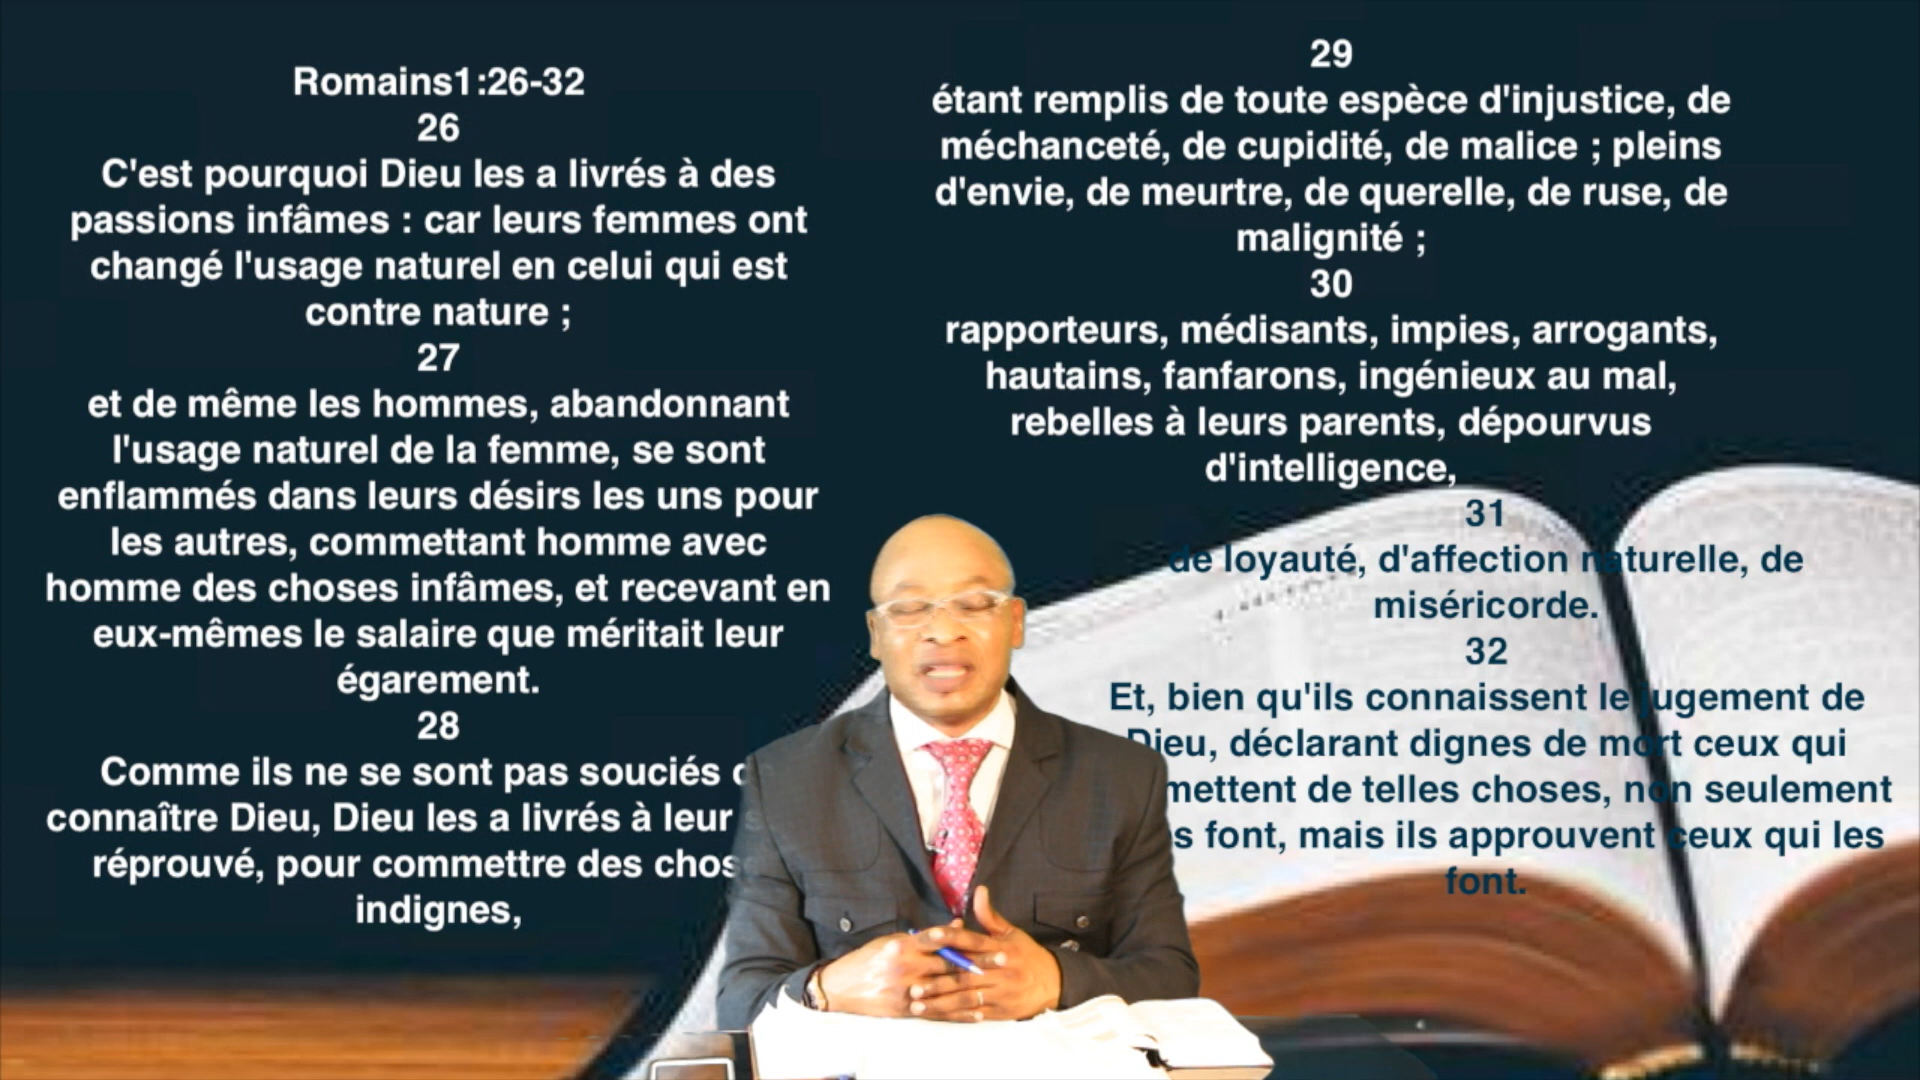 Romains1:26-32
26
C'est pourquoi Dieu les a livrés à des
passions infâmes : car leurs femmes ont
changé l'usage naturel en celui qui est
contre nature ;
27
et de même les hommes, abandonnant
l'usage naturel de la femme, se sont
enflammés dans leurs désirs les uns pour
les autres, commettant homme avec
homme des choses infâmes, et recevant en
eux-mêmes le salaire que méritait leur
égarement.
28
Comme ils ne se sont pas souciés
connaître Dieu, Dieu les a livrés à leur
réprouvé, pour commettre des
indignes,
29
étant remplis de toute espèce d'injustice, de
méchanceté, de cupidité, de malice ; pleins
d'envie, de meurtre, de querelle, de ruse, de
malignité ;
30
rapporteurs, médisants, impies, arrogants,
hautains, fanfarons, ingénieux au mal,
rebelles à leurs parents, dépourvus
d'intelligence,
31
de loyauté, d'affection naturelle, de
miséricorde.
32
Et, bien qu'ils connaissent le jugement de
Dieu, déclarant dignes de mort ceux qui
de telles choses, non seulement
font, mais ils approuvent ceux qui les
font.